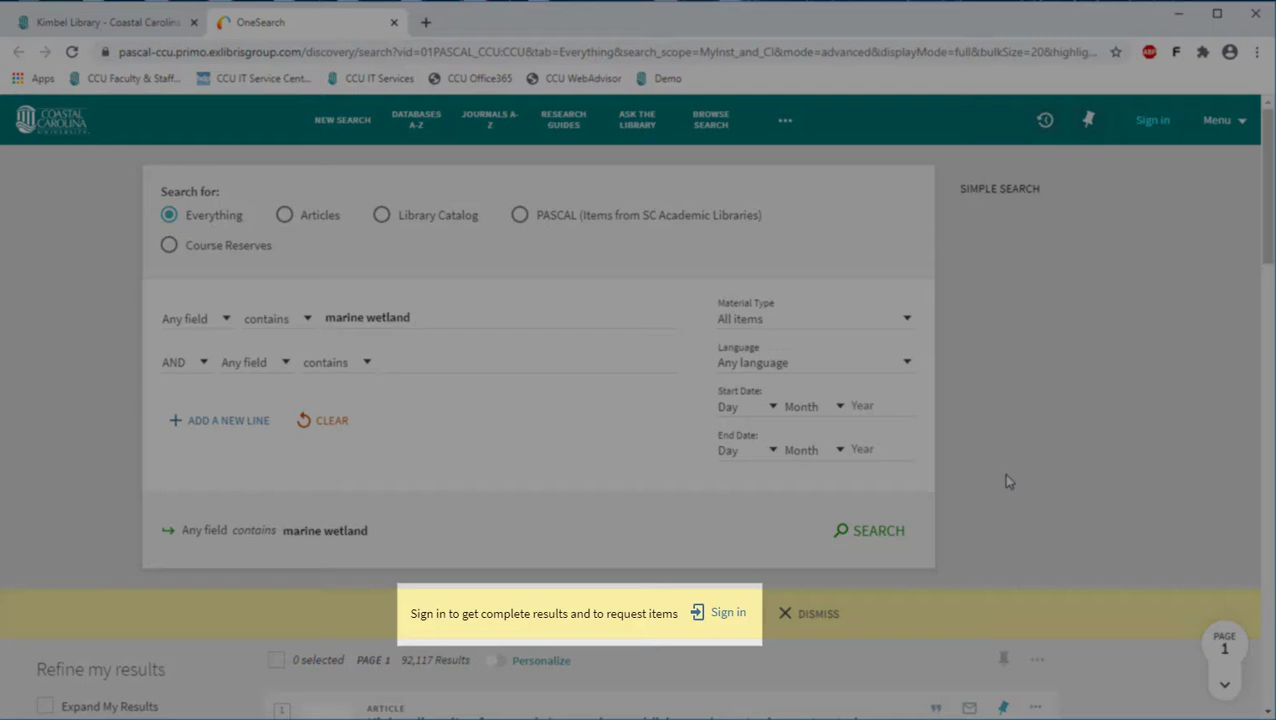 Kimbel Library - Coastal Carolina
OneSearch
pascal-ccu.primo.exlibrisgroup.com/discovery/search?vid=01PASCAL_CCU:CCU&tab=Everything&search_scope=MyInst_and_CI&mode=advanced&displayMode=full&bulkSize=20&highlig...
ABP
F
Apps CCU Faculty & Staff... CCU IT Service Cent... CCU IT Services CCU Office365 CCU WebAdvisor Demo
COASTAL CAROLINA UNIVERSITY
NEW SEARCH
DATABASES A-Z
JOURNALS A-Z
RESEARCH GUIDES
ASK THE LIBRARY
BROWSE SEARCH
...
Sign in
Menu
Search for:
SIMPLE SEARCH
Everything Articles Library Catalog PASCAL (Items from SC Academic Libraries)
Course Reserves
Any field contains marine wetland
AND Any field contains
+ ADD A NEW LINE CLEAR
Material Type
All items
Language
Any language
Start Date:
Day Month Year
End Date:
Day Month Year
Any field contains marine wetland
SEARCH
Sign in to get complete results and to request items Sign in DISMISS
PAGE
1
Refine my results
Expand My Results
0 selected PAGE 1 92,117 Results Personalize
1
ARTICLE